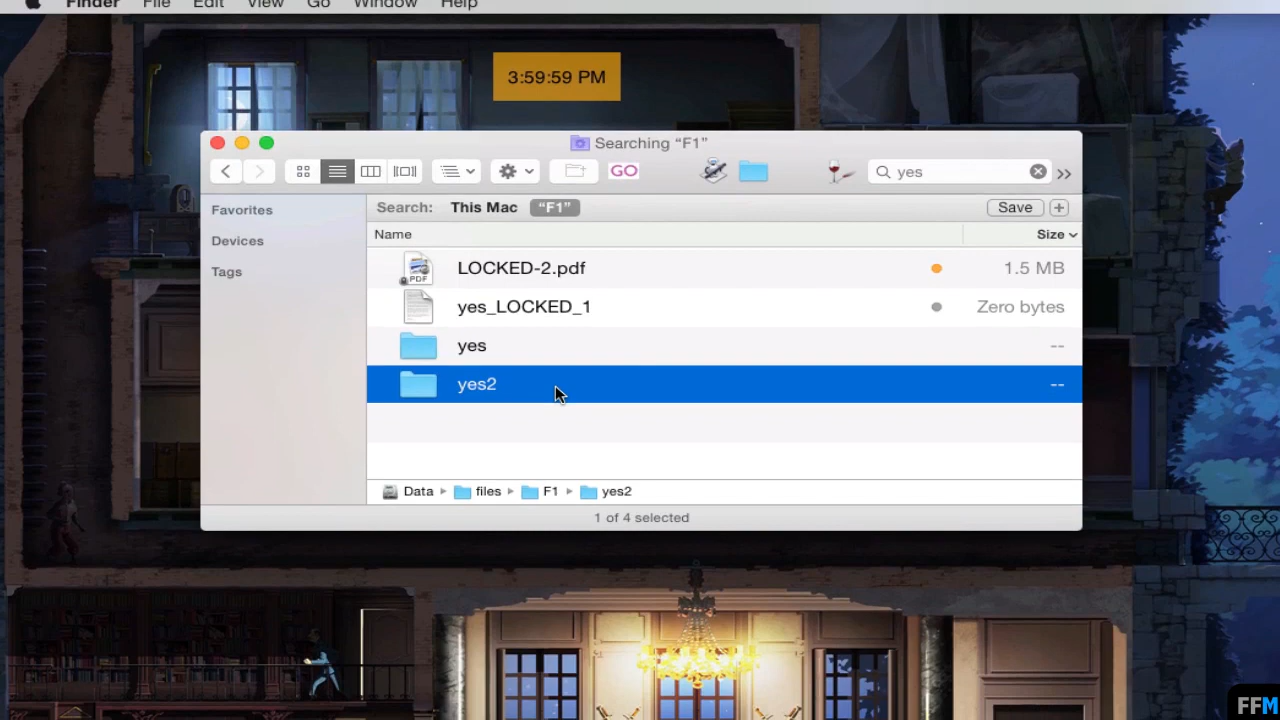 Finder File Edit View Go Window Help
3:59:59 PM
Searching “F1”
GO
yes
Favorites
Devices
Tags
Search: This Mac “F1” Save +
Name Size
LOCKED-2.pdf 1.5 MB
PDF
yes_LOCKED_1 Zero bytes
yes --
yes2 --
Data files F1 yes2
1 of 4 selected
FFM